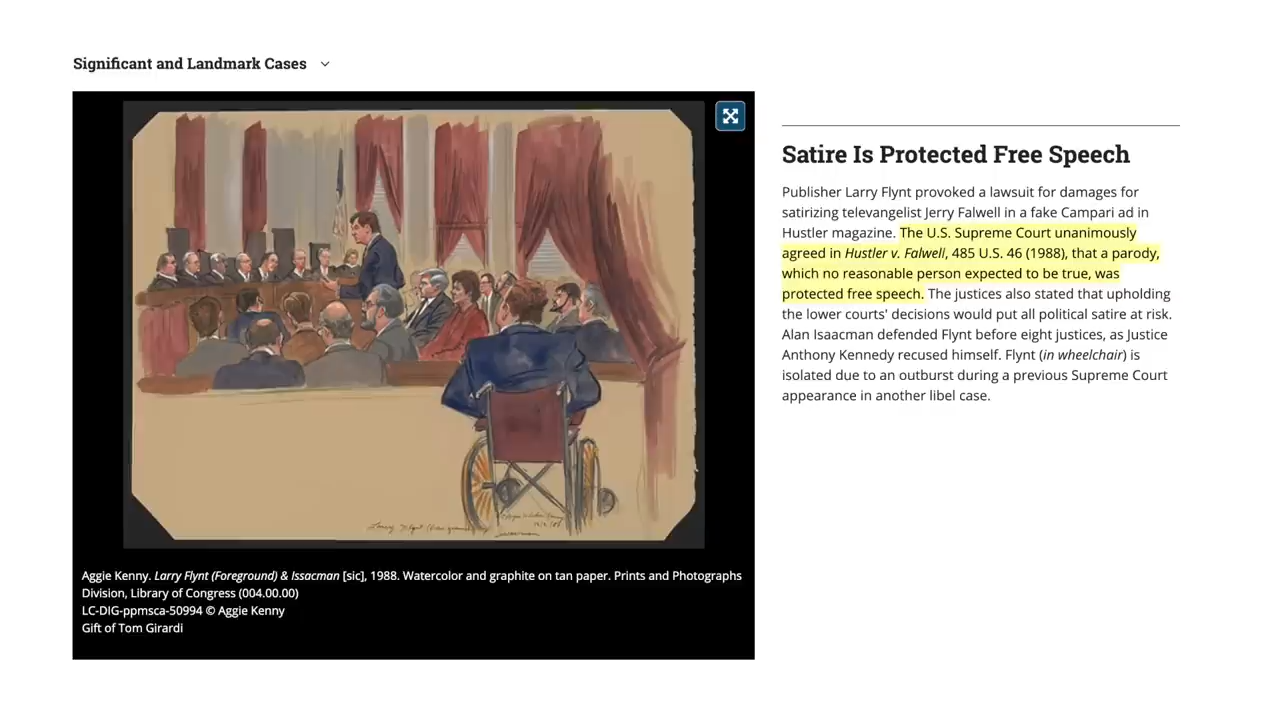 Significant and Landmark Cases
Satire Is Protected Free Speech
Publisher Larry Flynt provoked a lawsuit for damages for
satirizing televangelist Jerry Falwell in a fake Campari ad in
Hustler magazine. The U.S. Supreme Court unanimously
agreed in Hustler v. Falwell, 485 U.S. 46 (1988), that a parody,
which no reasonable person expected to be true, was
protected free speech. The justices also stated that upholding
the lower courts' decisions would put all political satire at risk.
Alan Isaacman defended Flynt before eight justices, as Justice
Anthony Kennedy recused himself. Flynt (in wheelchair) is
isolated due to an outburst during a previous Supreme Court
appearance in another libel case.
Aggie Kenny. Larry Flynt (Foreground) & Issacman [sic], 1988. Watercolor and graphite on tan paper. Prints and Photographs
Division, Library of Congress (004.00.00)
LC-DIG-ppmsca-50994 © Aggie Kenny
Gift of Tom Girardi